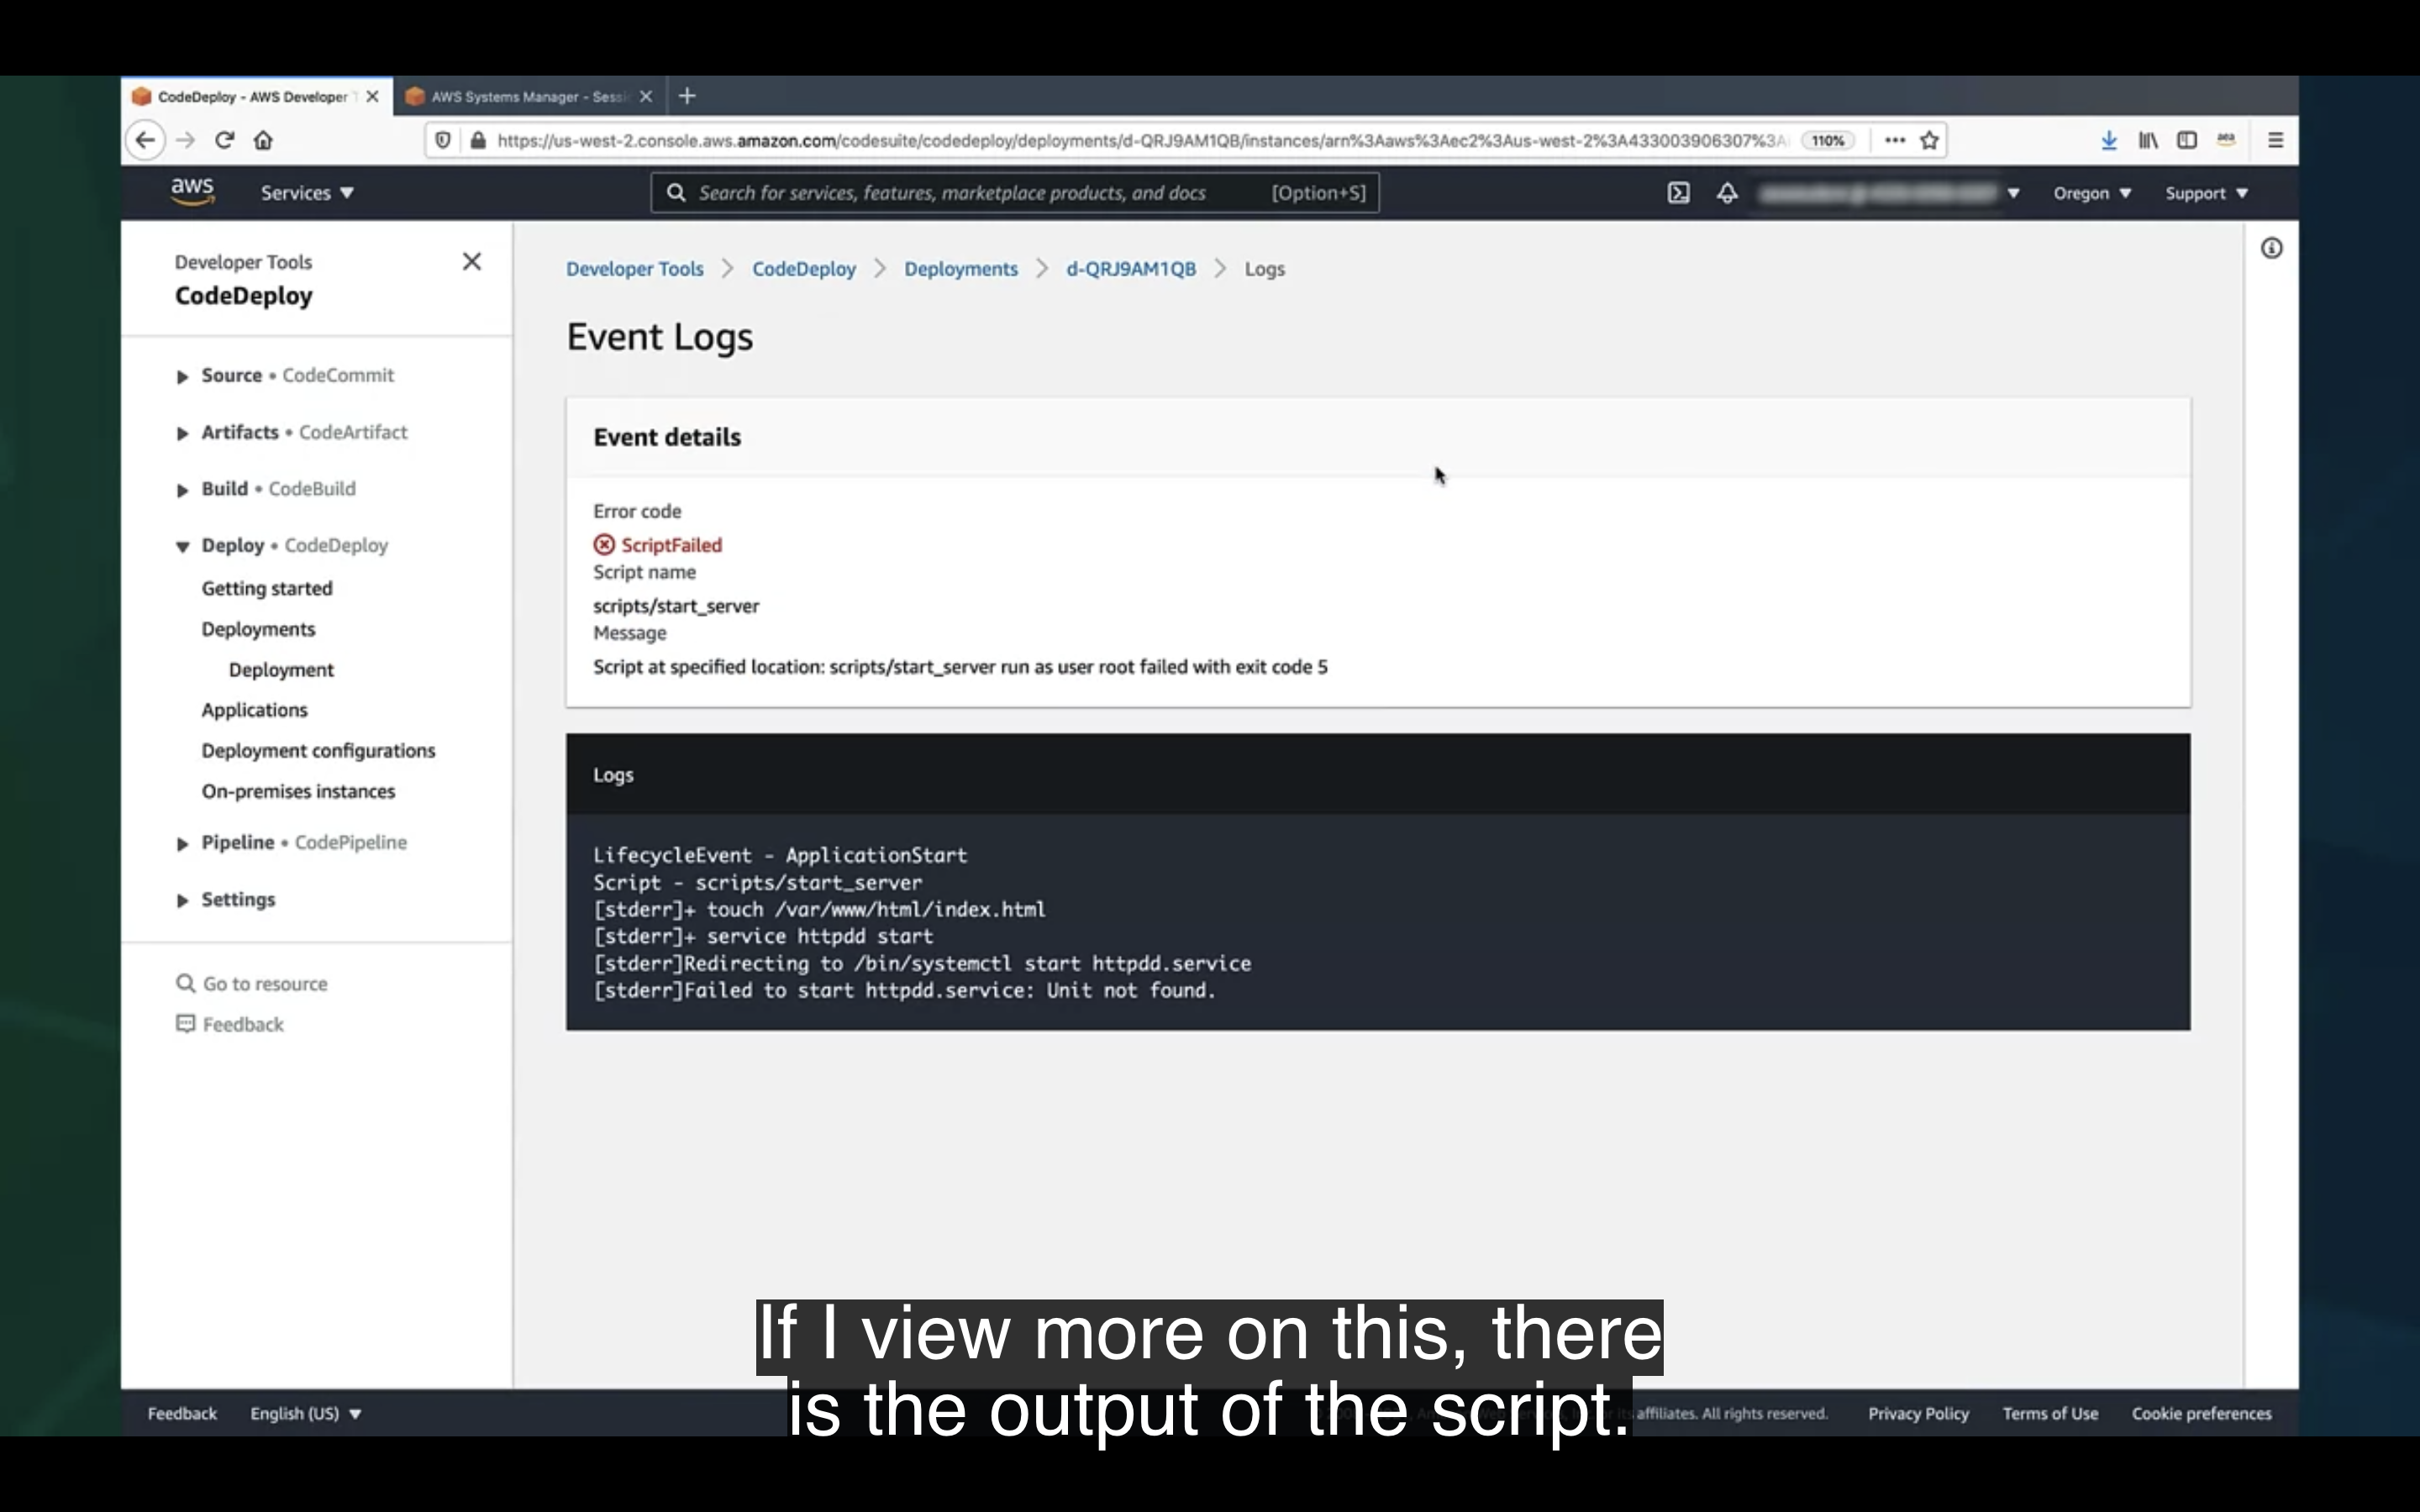 CodeDeploy - AWS Developer T
AWS Systems Manager - Sessi
https://us-west-2.console.aws.amazon.com/codesuite/codedeploy/deployments/d-QRJ9AM1QB/instances/arn%3Aaws%3Aec2%3Aus-west-2%3A433003906307%3A
110%
aws
Services
Search for services, features, marketplace products, and docs
[Option+S]
Oregon
Support
Developer Tools
CodeDeploy
Source • CodeCommit
Artifacts • CodeArtifact
Build • CodeBuild
Deploy • CodeDeploy
Getting started
Deployments
Deployment
Applications
Deployment configurations
On-premises instances
Pipeline • CodePipeline
Settings
Go to resource
Feedback
Developer Tools > CodeDeploy > Deployments > d-QRJ9AM1QB > Logs
Event Logs
Event details
Error code
ScriptFailed
Script name
scripts/start_server
Message
Script at specified location: scripts/start_server run as user root failed with exit code 5
Logs
LifecycleEvent - ApplicationStart
Script - scripts/start_server
[stderr]+ touch /var/www/html/index.html
[stderr]+ service httpdd start
[stderr]Redirecting to /bin/systemctl start httpdd.service
[stderr]Failed to start httpdd.service: Unit not found.
If I view more on this, there
is the output of the script.
Feedback
English (US)
affiliates. All rights reserved.
Privacy Policy
Terms of Use
Cookie preferences